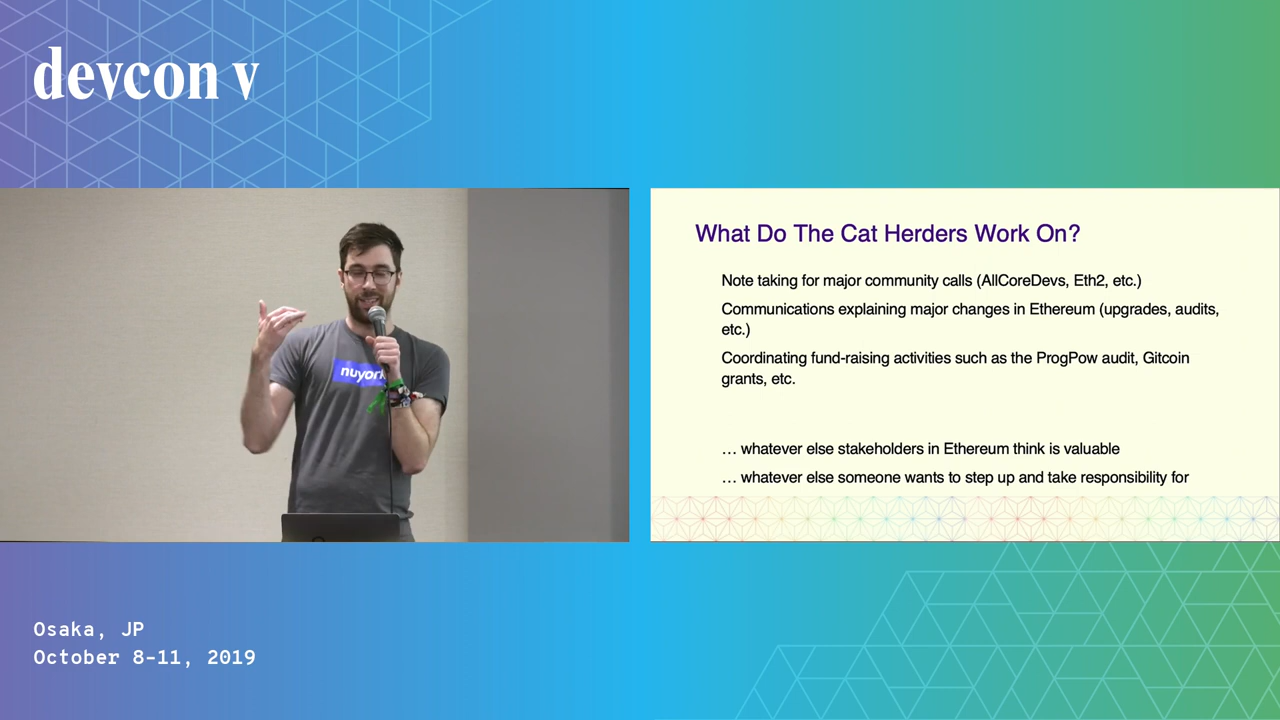 devcon v
nuyork
What Do The Cat Herders Work On?
Note taking for major community calls (AllCoreDevs, Eth2, etc.)
Communications explaining major changes in Ethereum (upgrades, audits,
etc.)
Coordinating fund-raising activities such as the ProgPow audit, Gitcoin
grants, etc.
… whatever else stakeholders in Ethereum think is valuable
… whatever else someone wants to step up and take responsibility for
Osaka, JP
October 8-11, 2019